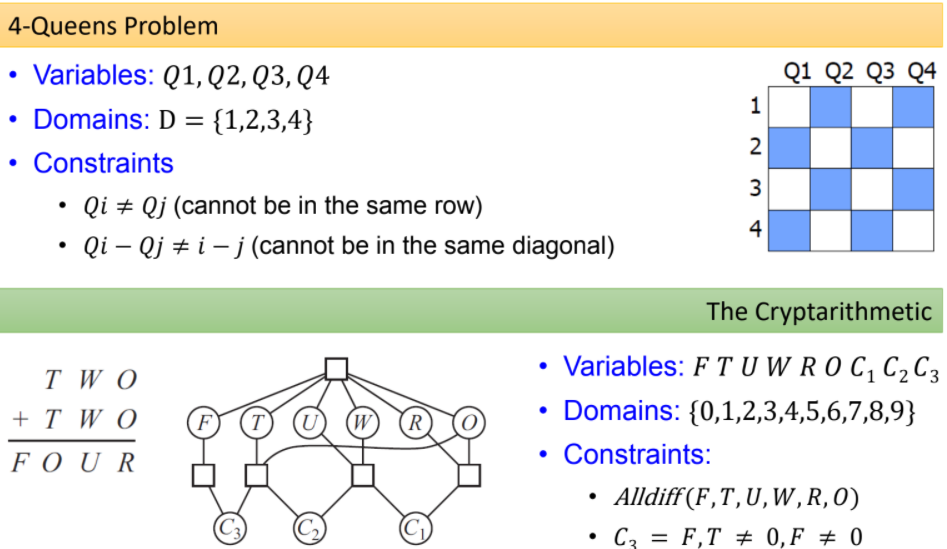 4-Queens Problem
• Variables: Q1, Q2, Q3, Q4
• Domains: D = {1,2,3,4}
• Constraints
• Qi ≠ Qj (cannot be in the same row)
• Qi − Qj ≠ i − j (cannot be in the same diagonal)
Q1 Q2 Q3 Q4
1
2
3
4
The Cryptarithmetic
T W O
+ T W O
F O U R
F T U W R O
C₃ C₂ C₁
• Variables: F T U W R O C₁ C₂ C₃
• Domains: {0,1,2,3,4,5,6,7,8,9}
• Constraints:
• Alldiff(F,T,U,W,R,O)
• C₃ = F,T ≠ 0,F ≠ 0